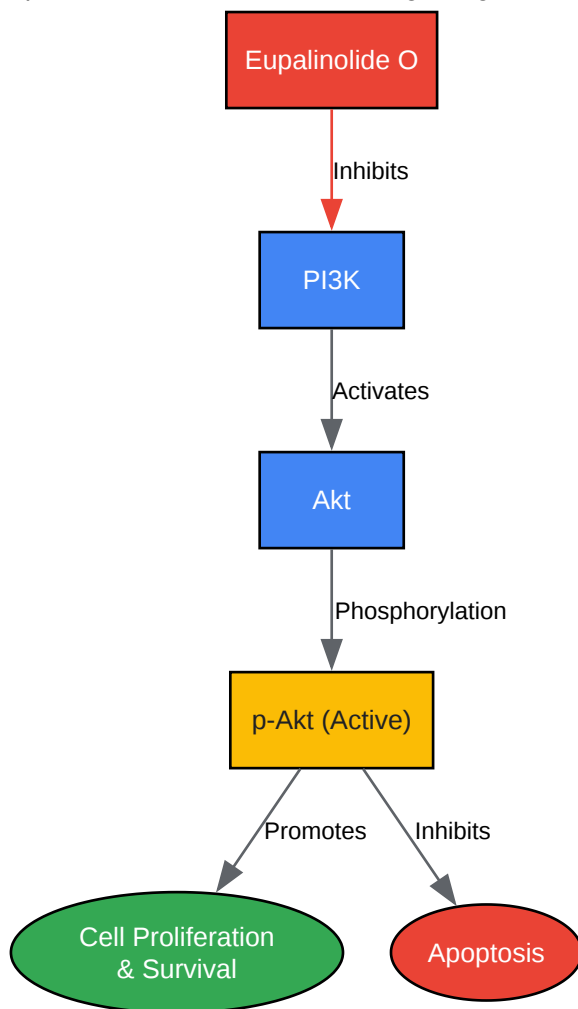 Eupalinolide O
Inhibits
PI3K
Activates
Akt
Phosphorylation
p-Akt (Active)
Promotes
Inhibits
Cell Proliferation
& Survival
Apoptosis